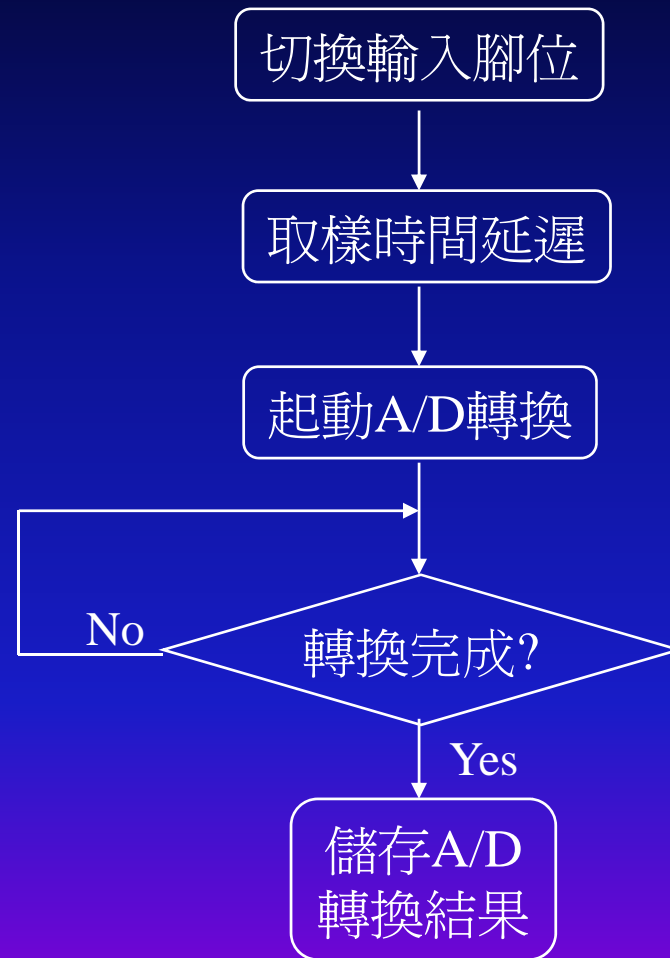 切換輸入腳位
取樣時間延遲
起動A/D轉換
No
轉換完成?
Yes
儲存A/D
轉換結果